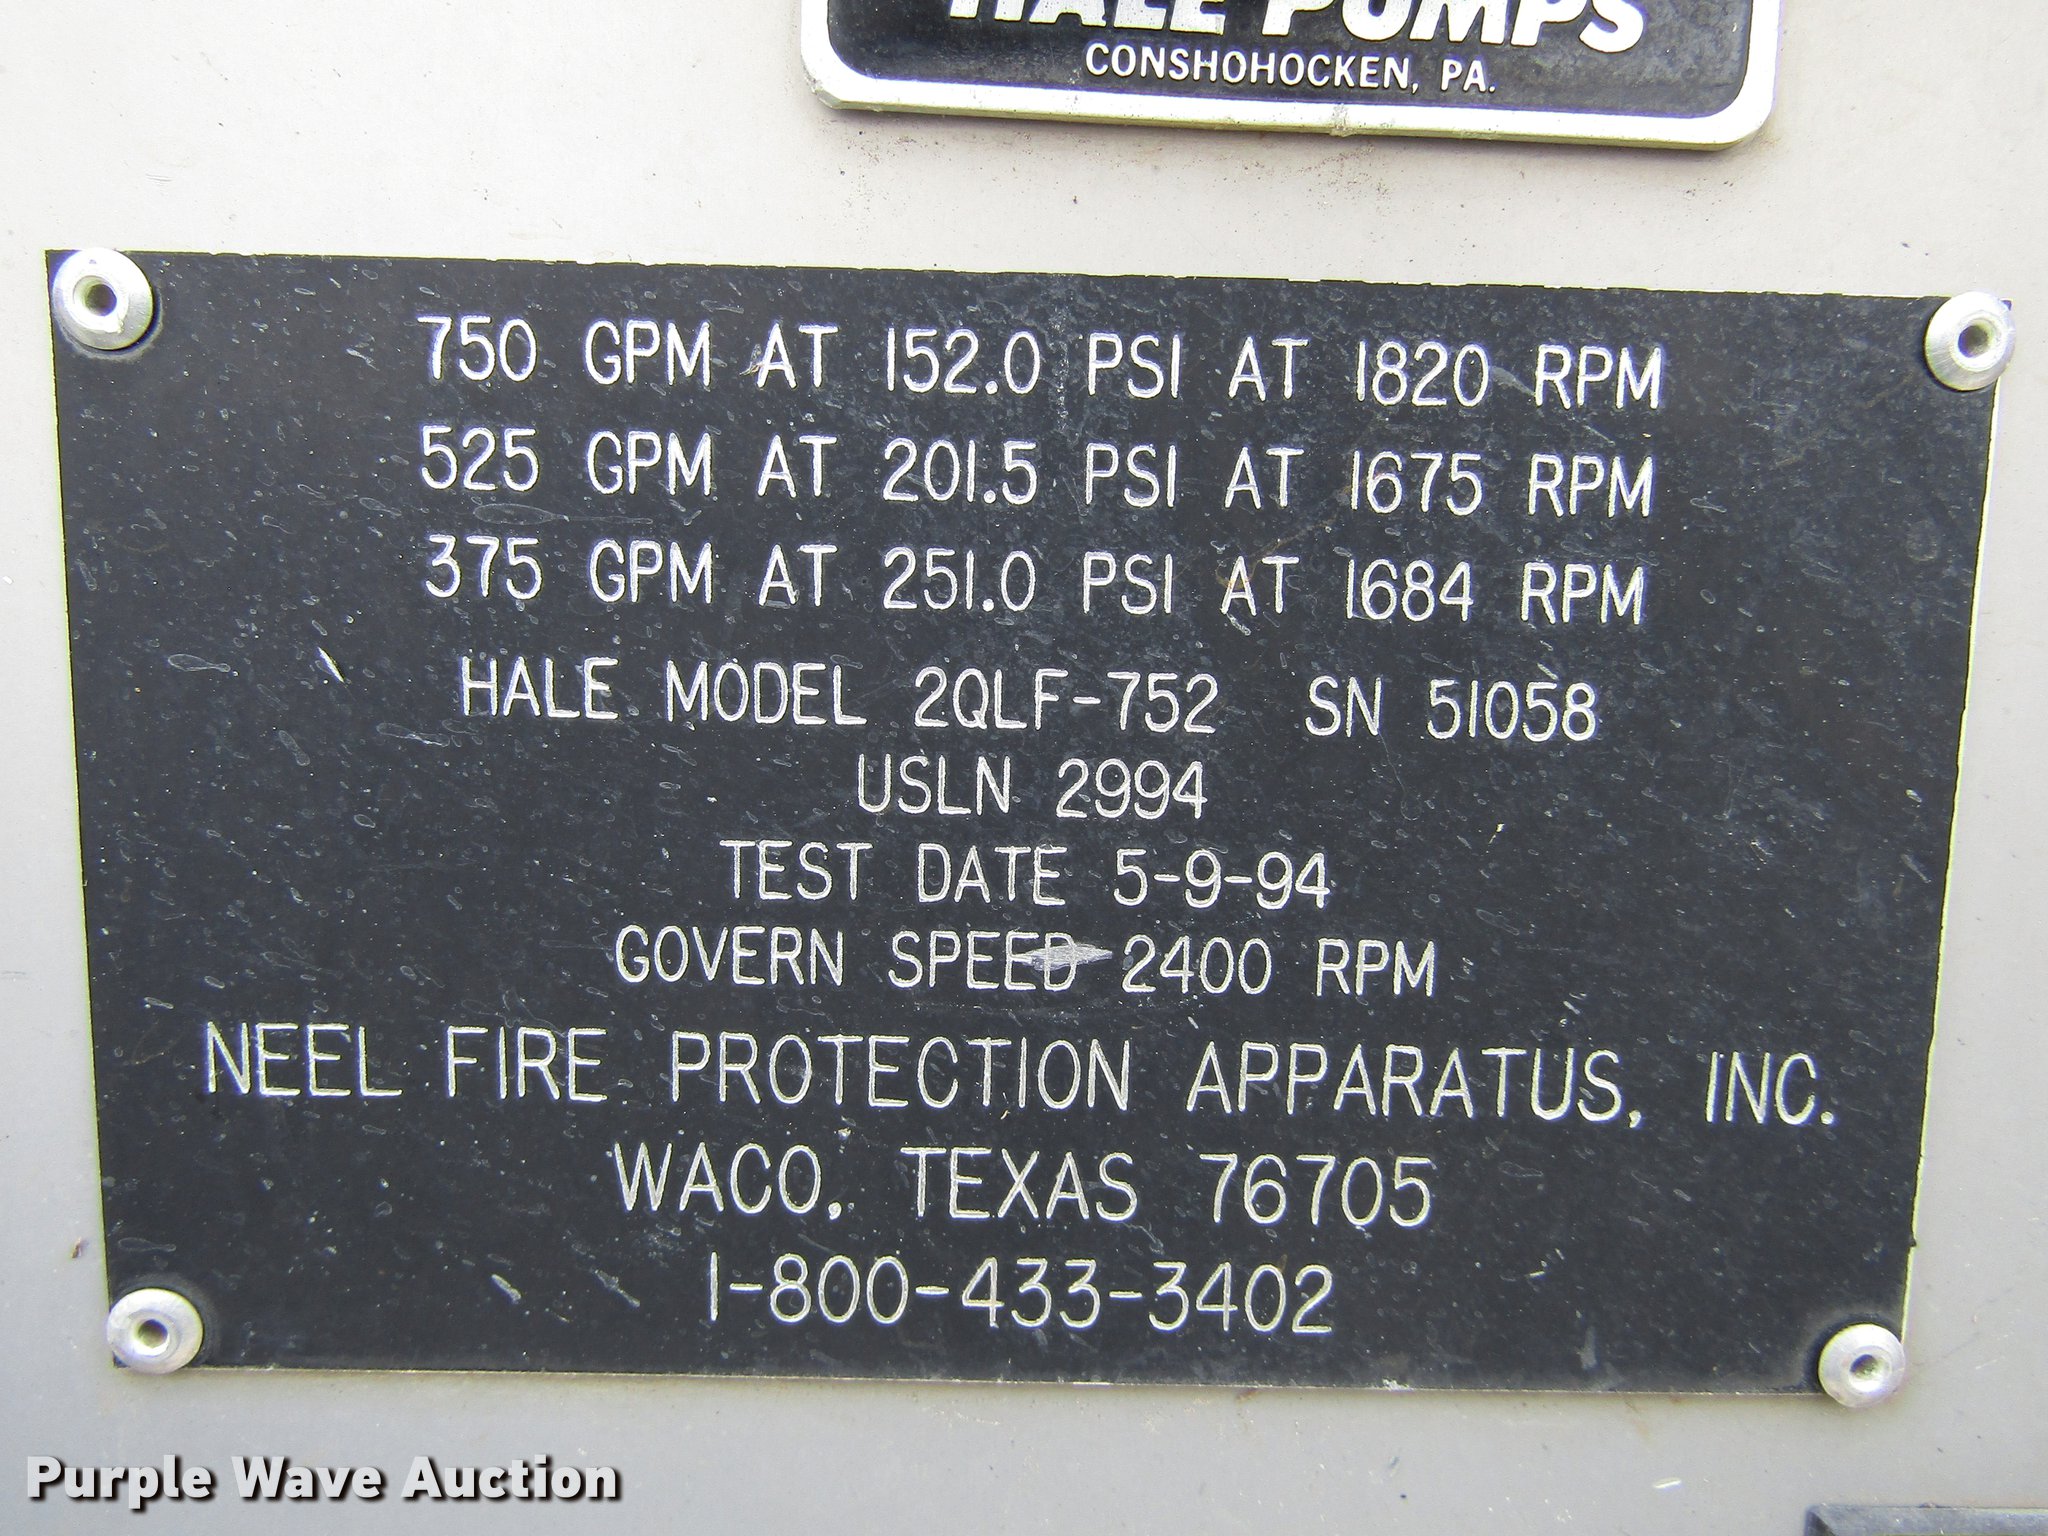 HALE PUMPS
CONSHOHOCKEN, PA.
750 GPM AT 152.0 PSI AT 1820 RPM
525 GPM AT 201.5 PSI AT 1675 RPM
375 GPM AT 251.0 PSI AT 1684 RPM
HALE MODEL 2QLF-752 SN 51058
USLN 2994
TEST DATE 5-9-94
GOVERN SPEED 2400 RPM
NEEL FIRE PROTECTION APPARATUS, INC.
WACO, TEXAS 76705
1-800-433-3402
Purple Wave Auction